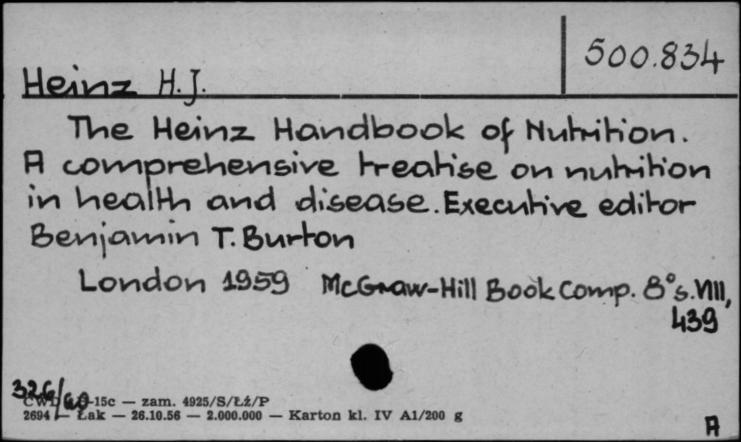 500.834
Heinz H.J.
The Heinz Handbook of Nutrition.
A comprehensive treatise on nutrition
in health and disease. Executive editor
Benjamin T. Burton
London 1959 McGraw-Hill Book Comp. 8° s. VIII,
439
326/60
-15c — zam. 4925/S/Łż/P
2694 — Łak — 26.10.56 — 2.000.000 — Karton kl. IV A1/200 g
A